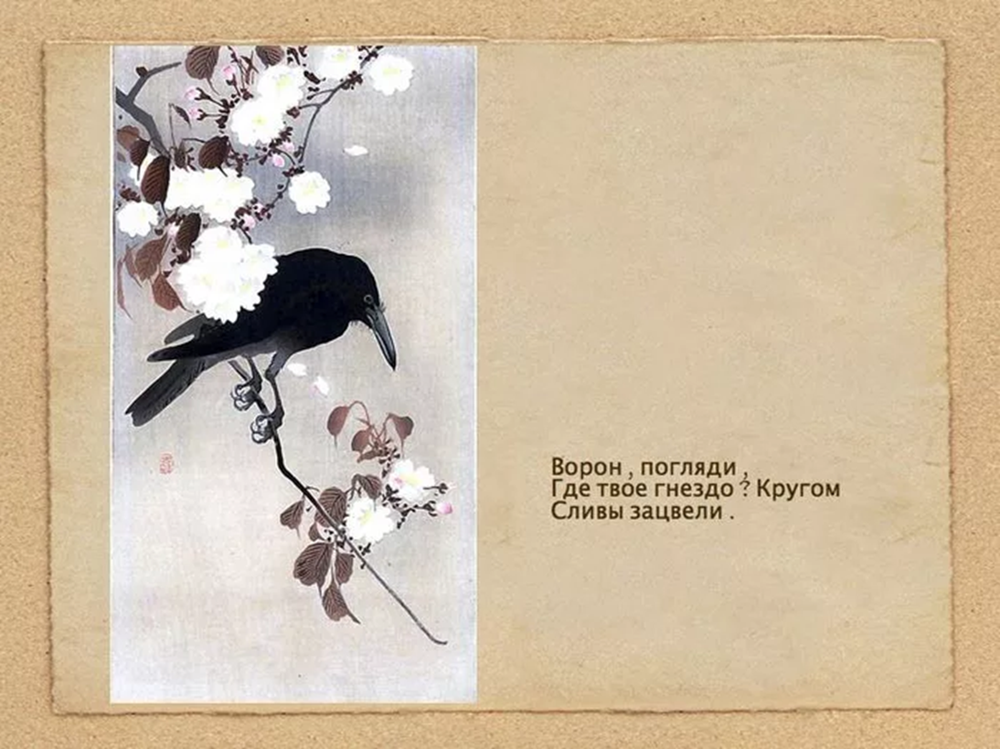 Ворон , погляди ,
Где твое гнездо ? Кругом
Сливы зацвели .